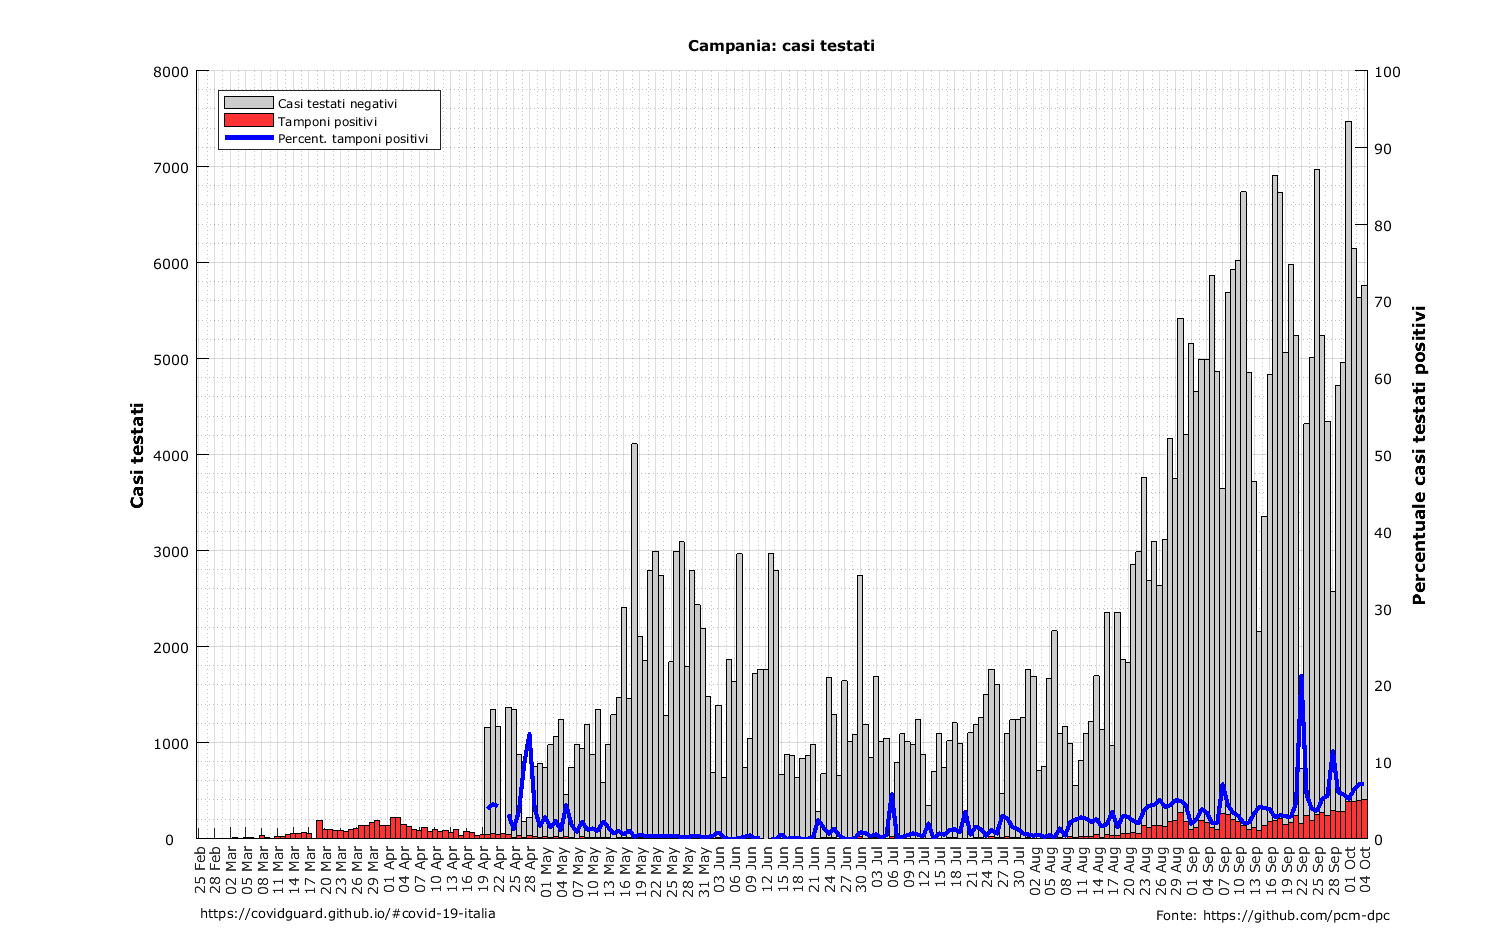 Campania: casi testati
Casi testati negativi
Tamponi positivi
Percent. tamponi positivi
Casi testati
8000
7000
6000
5000
4000
3000
2000
1000
0
Percentuale casi testati positivi
100
90
80
70
60
50
40
30
20
10
0
25 Feb
28 Feb
02 Mar
05 Mar
08 Mar
11 Mar
14 Mar
17 Mar
20 Mar
23 Mar
26 Mar
29 Mar
01 Apr
04 Apr
07 Apr
10 Apr
13 Apr
16 Apr
19 Apr
22 Apr
25 Apr
28 Apr
01 May
04 May
07 May
10 May
13 May
16 May
19 May
22 May
25 May
28 May
31 May
03 Jun
06 Jun
09 Jun
12 Jun
15 Jun
18 Jun
21 Jun
24 Jun
27 Jun
30 Jun
03 Jul
06 Jul
09 Jul
12 Jul
15 Jul
18 Jul
21 Jul
24 Jul
27 Jul
30 Jul
02 Aug
05 Aug
08 Aug
11 Aug
14 Aug
17 Aug
20 Aug
23 Aug
26 Aug
29 Aug
01 Sep
04 Sep
07 Sep
10 Sep
13 Sep
16 Sep
19 Sep
22 Sep
25 Sep
28 Sep
01 Oct
04 Oct
https://covidguard.github.io/#covid-19-italia
Fonte: https://github.com/pcm-dpc